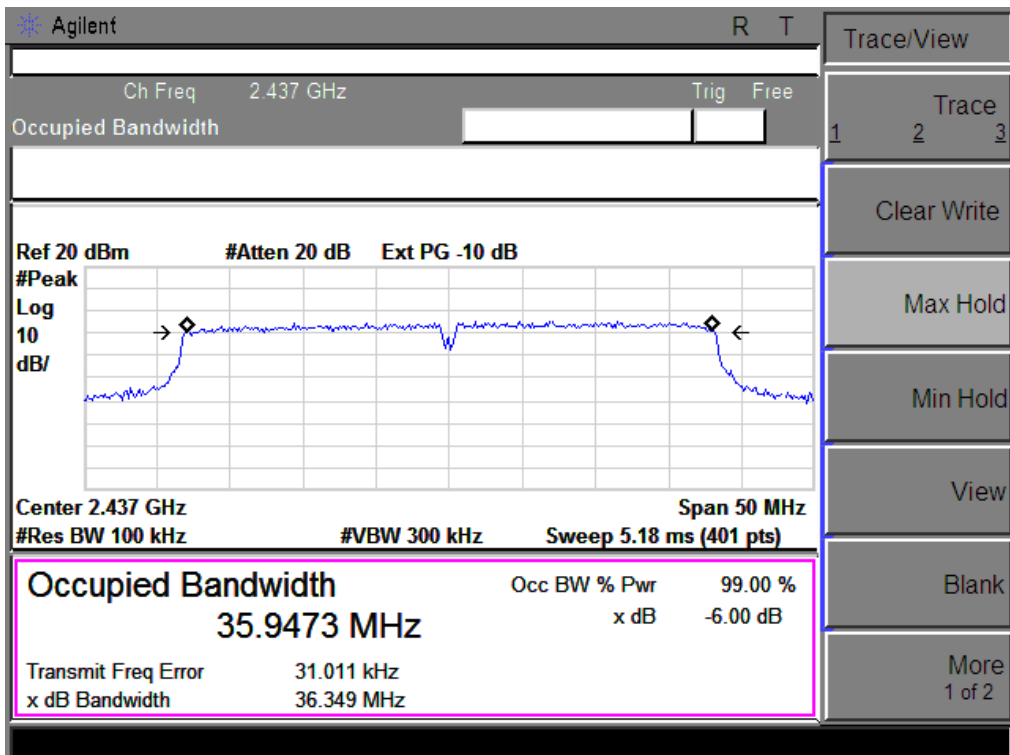 Agilent R T
Trace/View
Ch Freq 2.437 GHz Trig Free
Occupied Bandwidth
Trace
1 2 3
Clear Write
Ref 20 dBm #Atten 20 dB Ext PG -10 dB
#Peak
Log
10
dB/
Max Hold
Min Hold
Center 2.437 GHz Span 50 MHz
#Res BW 100 kHz #VBW 300 kHz Sweep 5.18 ms (401 pts)
View
Occupied Bandwidth Occ BW % Pwr 99.00 %
35.9473 MHz x dB -6.00 dB
Blank
Transmit Freq Error 31.011 kHz
x dB Bandwidth 36.349 MHz
More
1 of 2